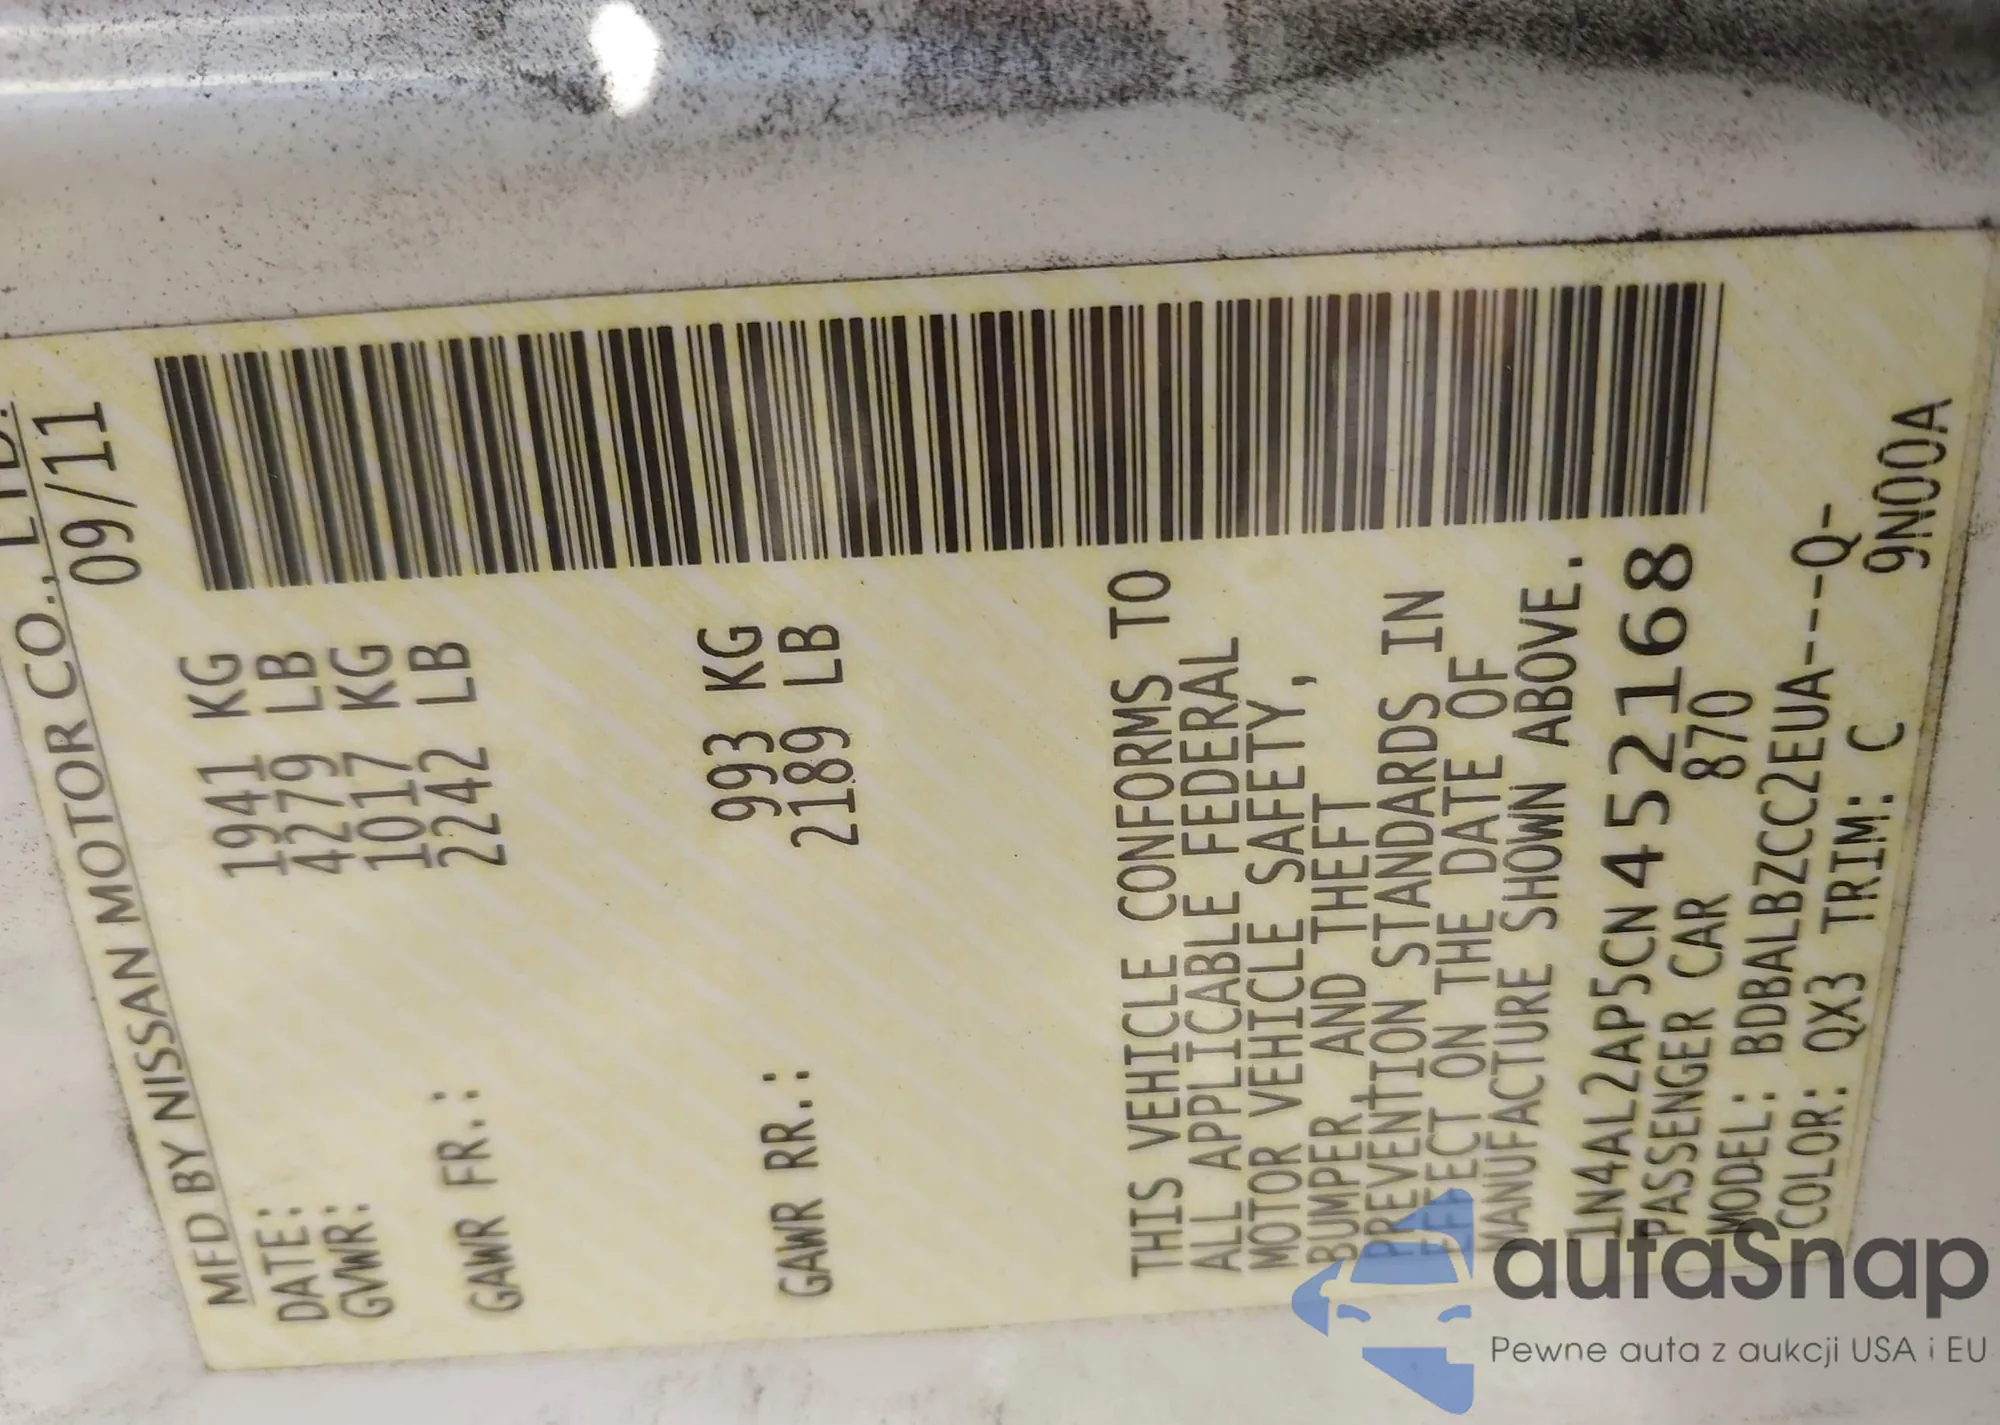 MFD BY NISSAN MOTOR CO., LTD.
DATE: 09/11
GVWR: 1941 KG
4279 LB
GAWR FR.: 1017 KG
2242 LB
GAWR RR.: 993 KG
2189 LB
THIS VEHICLE CONFORMS TO
ALL APPLICABLE FEDERAL
MOTOR VEHICLE SAFETY,
BUMPER, AND THEFT
PREVENTION STANDARDS IN
EFFECT ON THE DATE OF
MANUFACTURE SHOWN ABOVE.
1N4AL2AP5CN452168
PASSENGER CAR 870
MODEL: BDBALBZCC2EUA----Q-
COLOR: QX3 TRIM: C 9N00A
autaSnap
Pewne auta z aukcji USA i EU